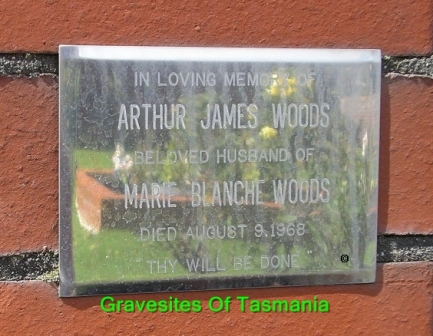 IN LOVING MEMORY OF
ARTHUR JAMES WOODS
BELOVED HUSBAND OF
MARIE BLANCHE WOODS
DIED AUGUST 9, 1968
"THY WILL BE DONE"
Gravesites Of Tasmania